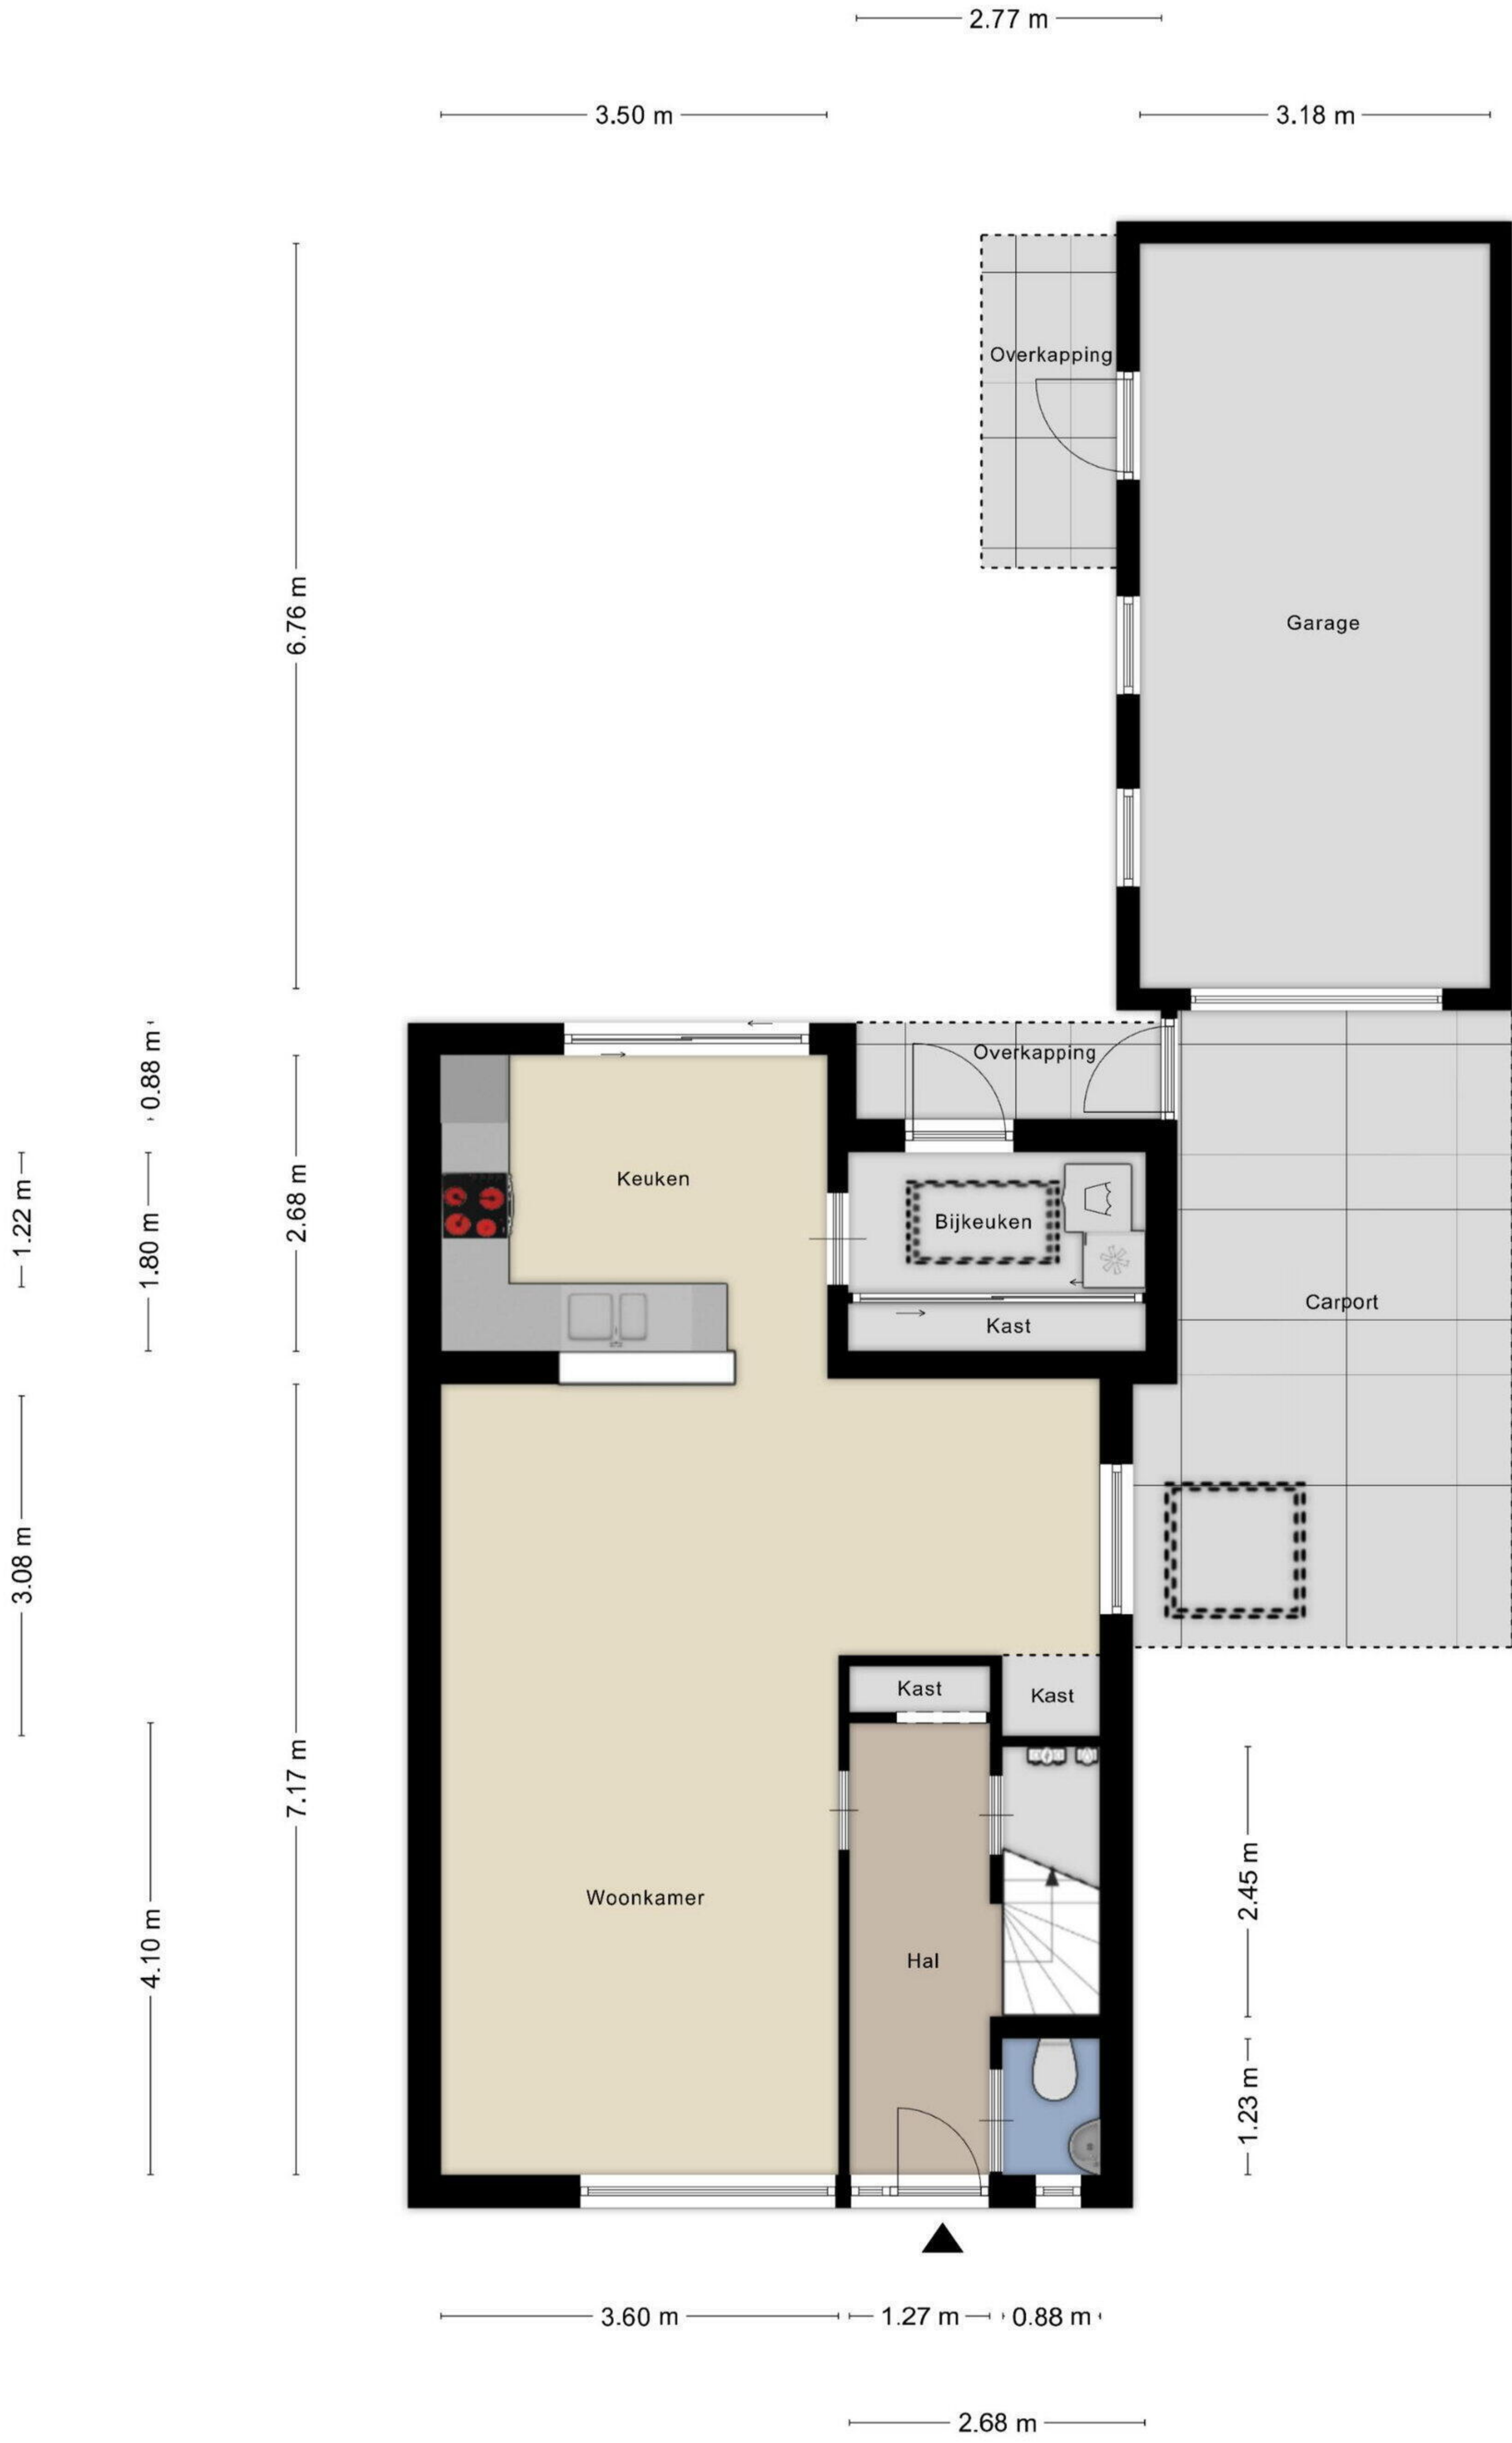 2.77 m
3.50 m
3.18 m
Overkapping
6.76 m
Garage
0.88 m
Overkapping
1.22 m
1.80 m
2.68 m
Keuken
Bijkeuken
Kast
Carport
3.08 m
Kast
Kast
7.17 m
4.10 m
Woonkamer
Hal
2.45 m
1.23 m
3.60 m
1.27 m
0.88 m
2.68 m